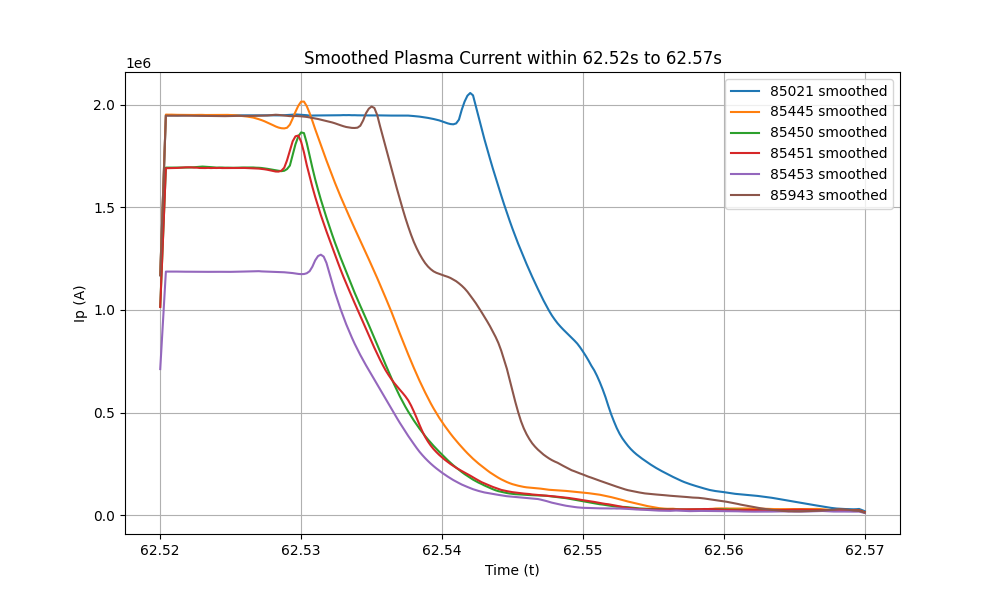 Smoothed Plasma Current within 62.52s to 62.57s
1e6
2.0
1.5
1.0
0.5
0.0
Ip (A)
62.52 62.53 62.54 62.55 62.56 62.57
Time (t)
85021 smoothed
85445 smoothed
85450 smoothed
85451 smoothed
85453 smoothed
85943 smoothed